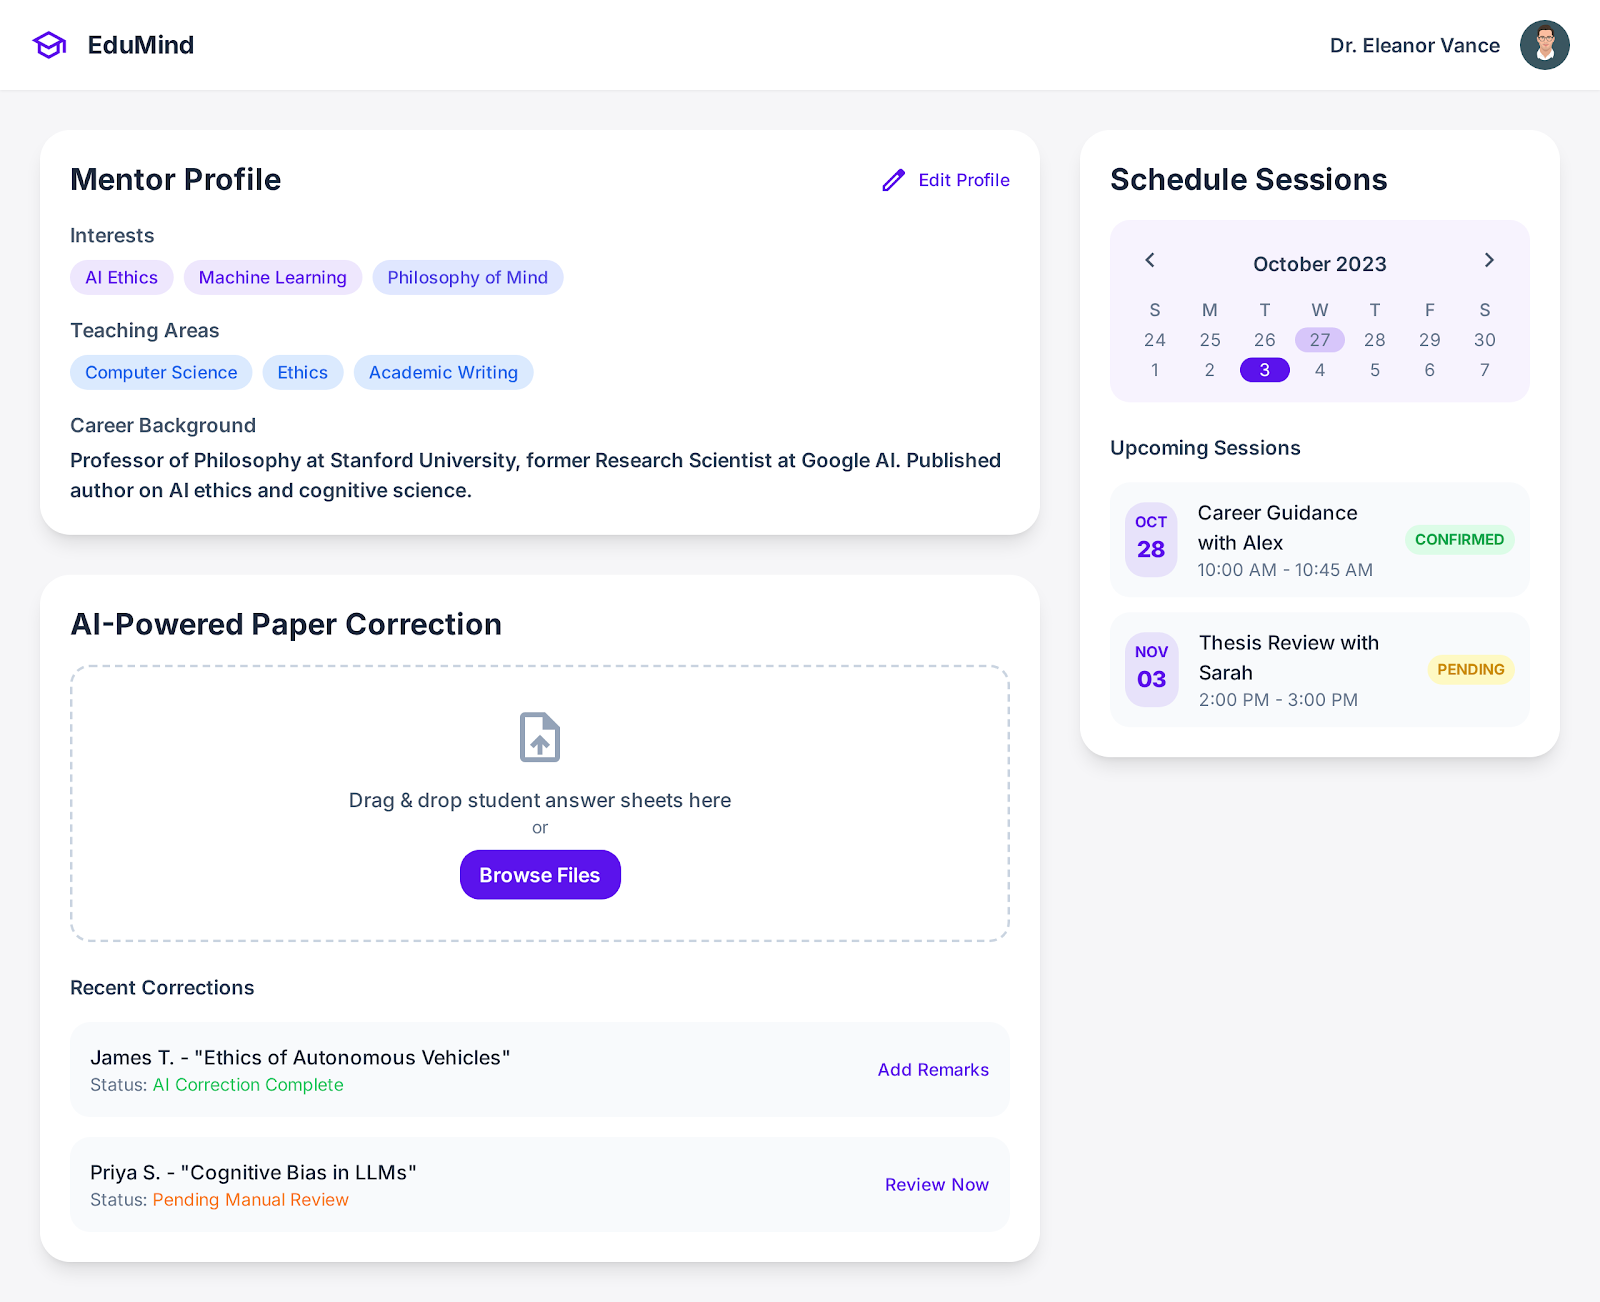 EduMind
Dr. Eleanor Vance
Mentor Profile
Edit Profile
Interests
AI Ethics
Machine Learning
Philosophy of Mind
Teaching Areas
Computer Science
Ethics
Academic Writing
Career Background
Professor of Philosophy at Stanford University, former Research Scientist at Google AI. Published
author on AI ethics and cognitive science.
AI-Powered Paper Correction
Drag & drop student answer sheets here
or
Browse Files
Recent Corrections
James T. - "Ethics of Autonomous Vehicles"
Status: AI Correction Complete
Add Remarks
Priya S. - "Cognitive Bias in LLMs"
Status: Pending Manual Review
Review Now
Schedule Sessions
October 2023
S M T W T F S
24 25 26 27 28 29 30
1 2 3 4 5 6 7
Upcoming Sessions
OCT
28
Career Guidance
with Alex
10:00 AM - 10:45 AM
CONFIRMED
NOV
03
Thesis Review with
Sarah
2:00 PM - 3:00 PM
PENDING